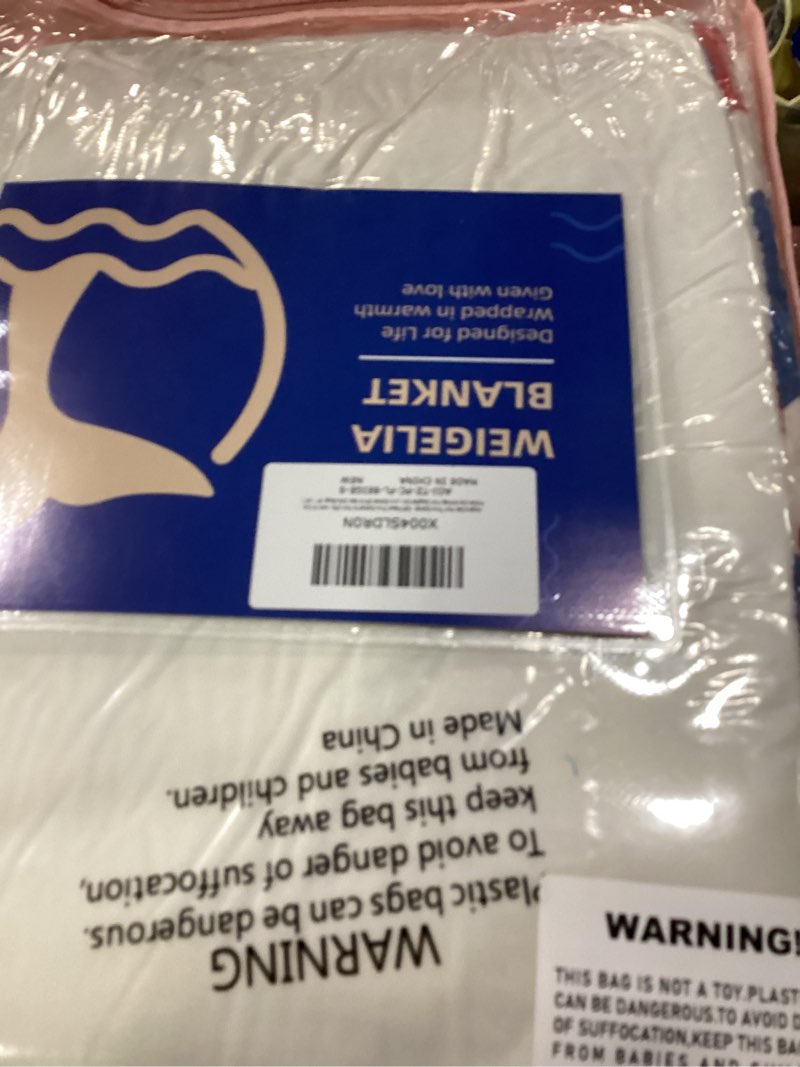 WARNING
Plastic bags can be dangerous.
To avoid danger of suffocation,
keep this bag away
from babies and children.
Made in China
X004SLDRON
MADE IN CHINA
NEW
WEIGELIA
BLANKET
Designed for Life
Wrapped in warmth
Given with love
WARNING!
THIS BAG IS NOT A TOY.PLAST
CAN BE DANGEROUS.TO AVOID D
OF SUFFOCATION,KEEP THIS BA
FROM BABIES AND